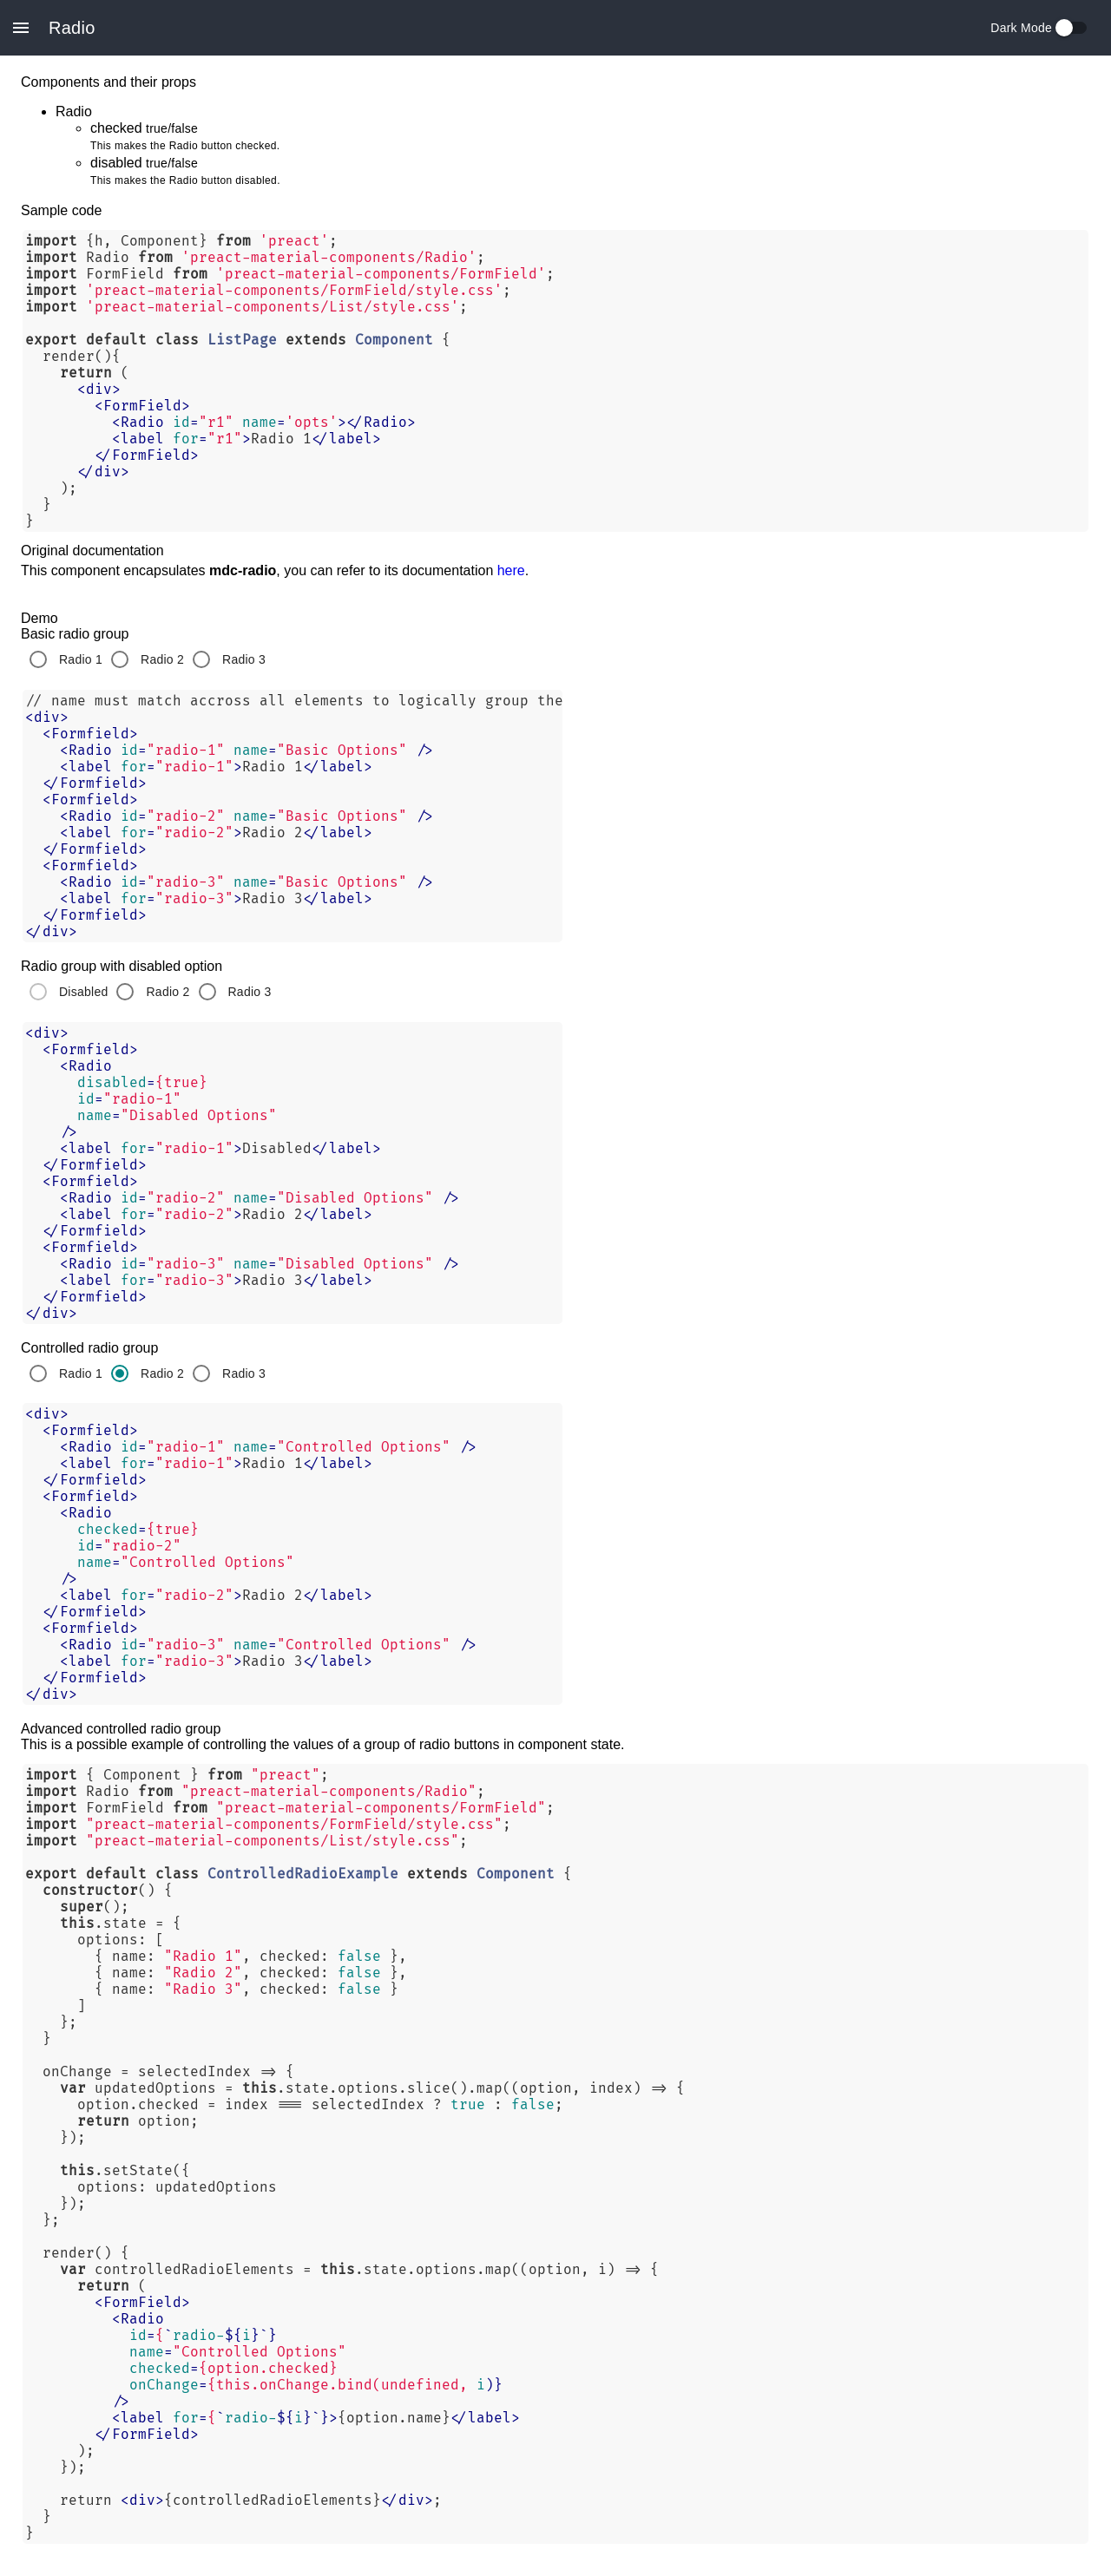 Radio
Dark Mode
Components and their props
Radio
checked true/false
This makes the Radio button checked.
disabled true/false
This makes the Radio button disabled.
Sample code
import {h, Component} from 'preact';
import Radio from 'preact-material-components/Radio';
import FormField from 'preact-material-components/FormField';
import 'preact-material-components/FormField/style.css';
import 'preact-material-components/List/style.css';
export default class ListPage extends Component {
  render(){
    return (
      <div>
        <FormField>
          <Radio id="r1" name='opts'></Radio>
          <label for="r1">Radio 1</label>
        </FormField>
      </div>
    );
  }
}
Original documentation
This component encapsulates mdc-radio, you can refer to its documentation here.
Demo
Basic radio group
Radio 1 Radio 2 Radio 3
// name must match accross all elements to logically group the
<div>
  <Formfield>
    <Radio id="radio-1" name="Basic Options" />
    <label for="radio-1">Radio 1</label>
  </Formfield>
  <Formfield>
    <Radio id="radio-2" name="Basic Options" />
    <label for="radio-2">Radio 2</label>
  </Formfield>
  <Formfield>
    <Radio id="radio-3" name="Basic Options" />
    <label for="radio-3">Radio 3</label>
  </Formfield>
</div>
Radio group with disabled option
Disabled Radio 2 Radio 3
<div>
  <Formfield>
    <Radio
      disabled={true}
      id="radio-1"
      name="Disabled Options"
    />
    <label for="radio-1">Disabled</label>
  </Formfield>
  <Formfield>
    <Radio id="radio-2" name="Disabled Options" />
    <label for="radio-2">Radio 2</label>
  </Formfield>
  <Formfield>
    <Radio id="radio-3" name="Disabled Options" />
    <label for="radio-3">Radio 3</label>
  </Formfield>
</div>
Controlled radio group
Radio 1 Radio 2 Radio 3
<div>
  <Formfield>
    <Radio id="radio-1" name="Controlled Options" />
    <label for="radio-1">Radio 1</label>
  </Formfield>
  <Formfield>
    <Radio
      checked={true}
      id="radio-2"
      name="Controlled Options"
    />
    <label for="radio-2">Radio 2</label>
  </Formfield>
  <Formfield>
    <Radio id="radio-3" name="Controlled Options" />
    <label for="radio-3">Radio 3</label>
  </Formfield>
</div>
Advanced controlled radio group
This is a possible example of controlling the values of a group of radio buttons in component state.
import { Component } from "preact";
import Radio from "preact-material-components/Radio";
import FormField from "preact-material-components/FormField";
import "preact-material-components/FormField/style.css";
import "preact-material-components/List/style.css";
export default class ControlledRadioExample extends Component {
  constructor() {
    super();
    this.state = {
      options: [
        { name: "Radio 1", checked: false },
        { name: "Radio 2", checked: false },
        { name: "Radio 3", checked: false }
      ]
    };
  }
  onChange = selectedIndex => {
    var updatedOptions = this.state.options.slice().map((option, index) => {
      option.checked = index === selectedIndex ? true : false;
      return option;
    });
    this.setState({
      options: updatedOptions
    });
  };
  render() {
    var controlledRadioElements = this.state.options.map((option, i) => {
      return (
        <FormField>
          <Radio
            id={`radio-${i}`}
            name="Controlled Options"
            checked={option.checked}
            onChange={this.onChange.bind(undefined, i)}
          />
          <label for={`radio-${i}`}>{option.name}</label>
        </FormField>
      );
    });
    return <div>{controlledRadioElements}</div>;
  }
}